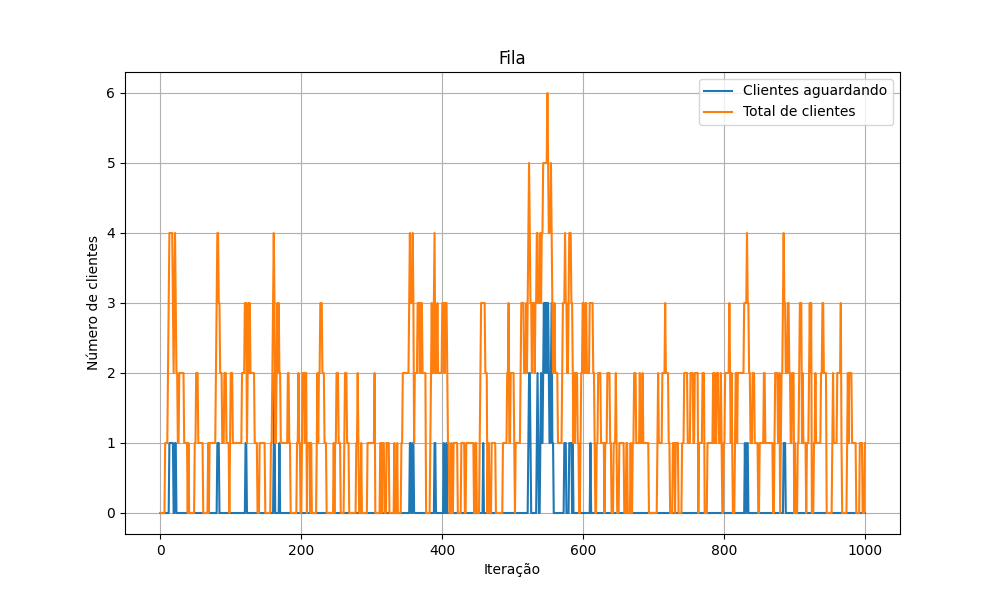 Fila
Clientes aguardando
Total de clientes
Número de clientes
6
5
4
3
2
1
0
0 200 400 600 800 1000
Iteração